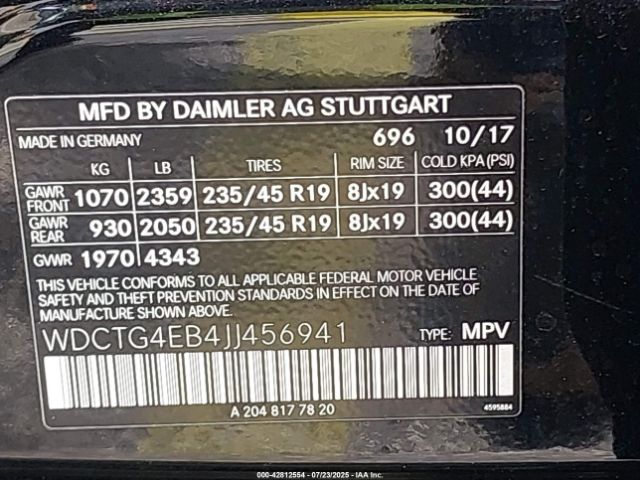 MFD BY DAIMLER AG STUTTGART
MADE IN GERMANY 696 10/17
KG LB TIRES RIM SIZE COLD KPA(PSI)
GAWR FRONT 1070 2359 235/45 R19 8Jx19 300(44)
GAWR REAR 930 2050 235/45 R19 8Jx19 300(44)
GVWR 1970 4343
THIS VEHICLE CONFORMS TO ALL APPLICABLE FEDERAL MOTOR VEHICLE
SAFETY AND THEFT PREVENTION STANDARDS IN EFFECT ON THE DATE OF
MANUFACTURE SHOWN ABOVE.
WDCTG4EB4JJ456941 TYPE: MPV
A 204 817 78 20 4595884
000-42812554 - 07/23/2025 - IAA Inc.